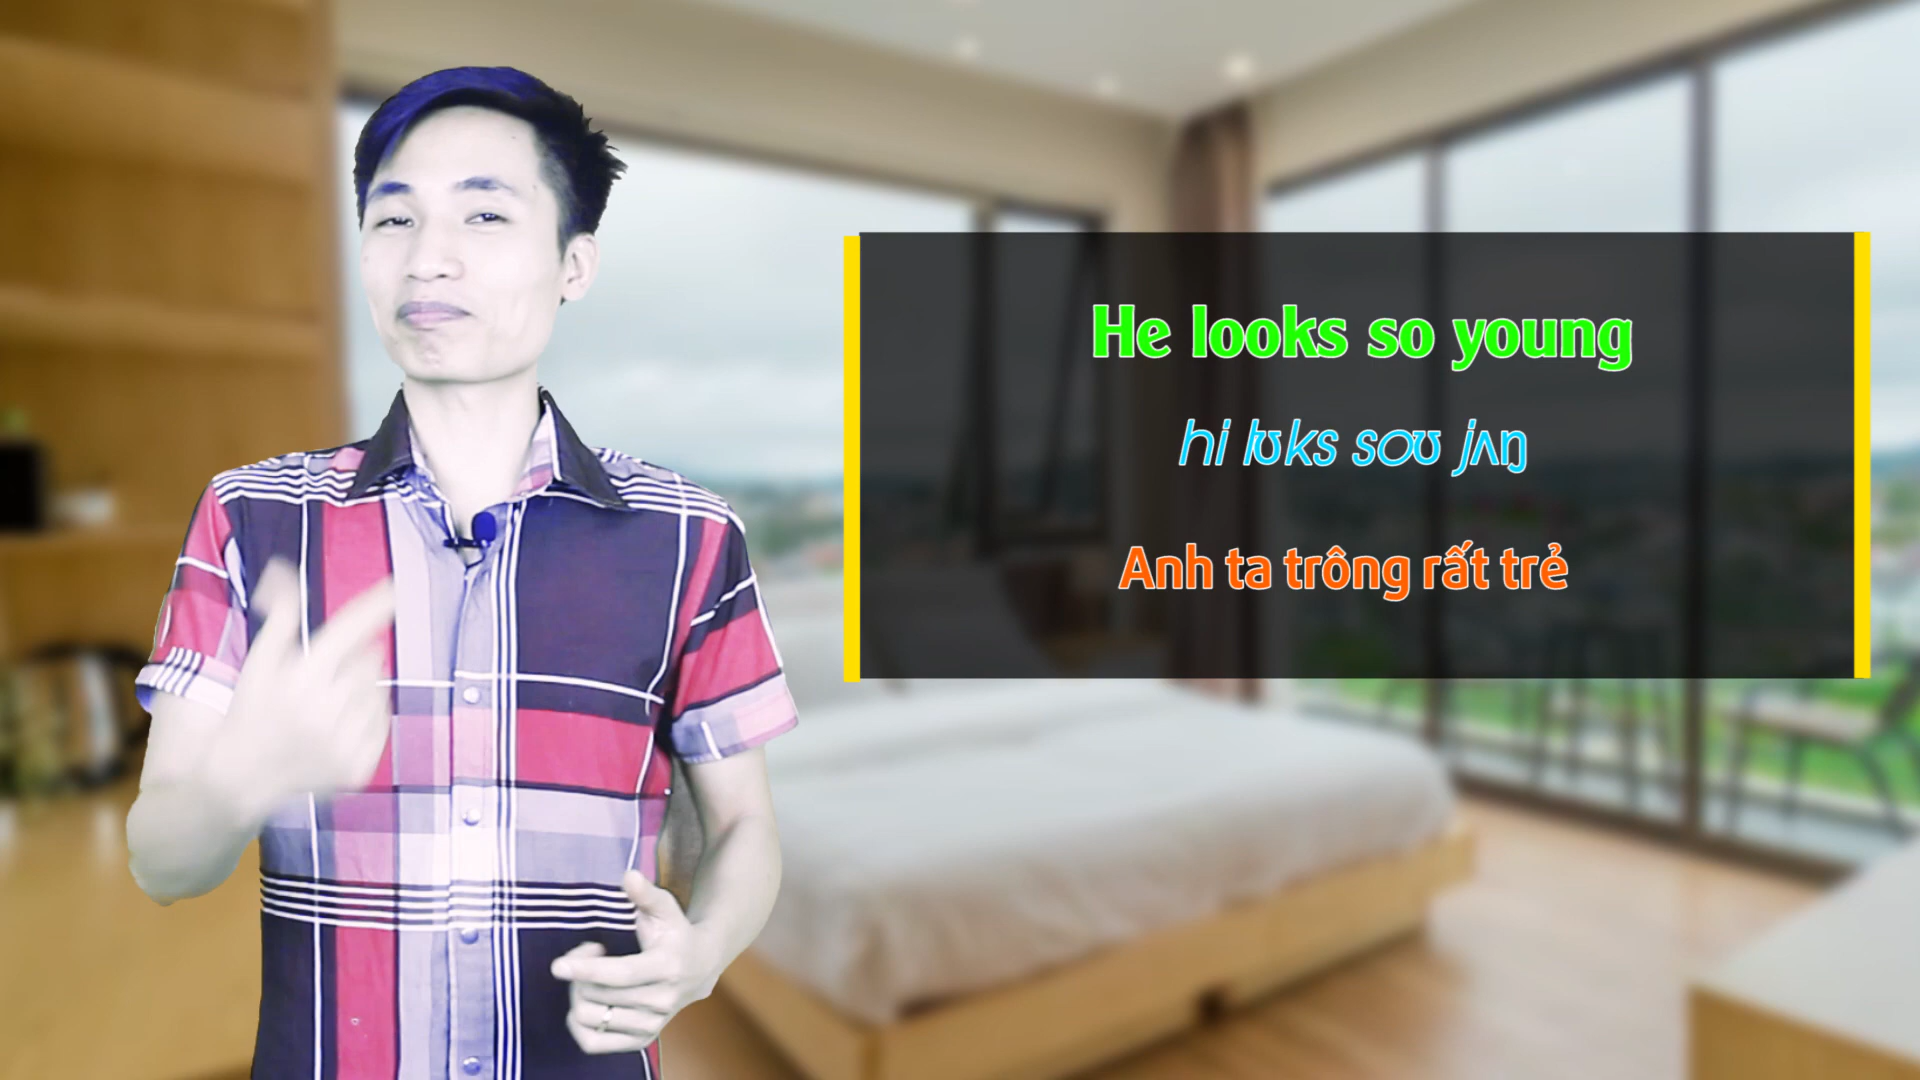 He looks so young
hi lʊks soʊ jʌŋ
Anh ta trông rất trẻ